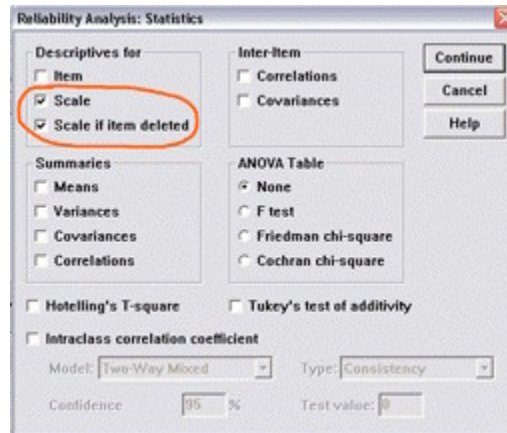 Reliability Analysis: Statistics
Descriptives for
Item
Scale
Scale if item deleted
Inter-Item
Correlations
Covariances
Continue
Cancel
Help
Summaries
Means
Variances
Covariances
Correlations
ANOVA Table
None
F test
Friedman chi-square
Cochran chi-square
Hotelling's T-square
Tukey's test of additivity
Intraclass correlation coefficient
Model: Two-Way Mixed
Type: Consistency
Confidence 95 %
Test value: 0